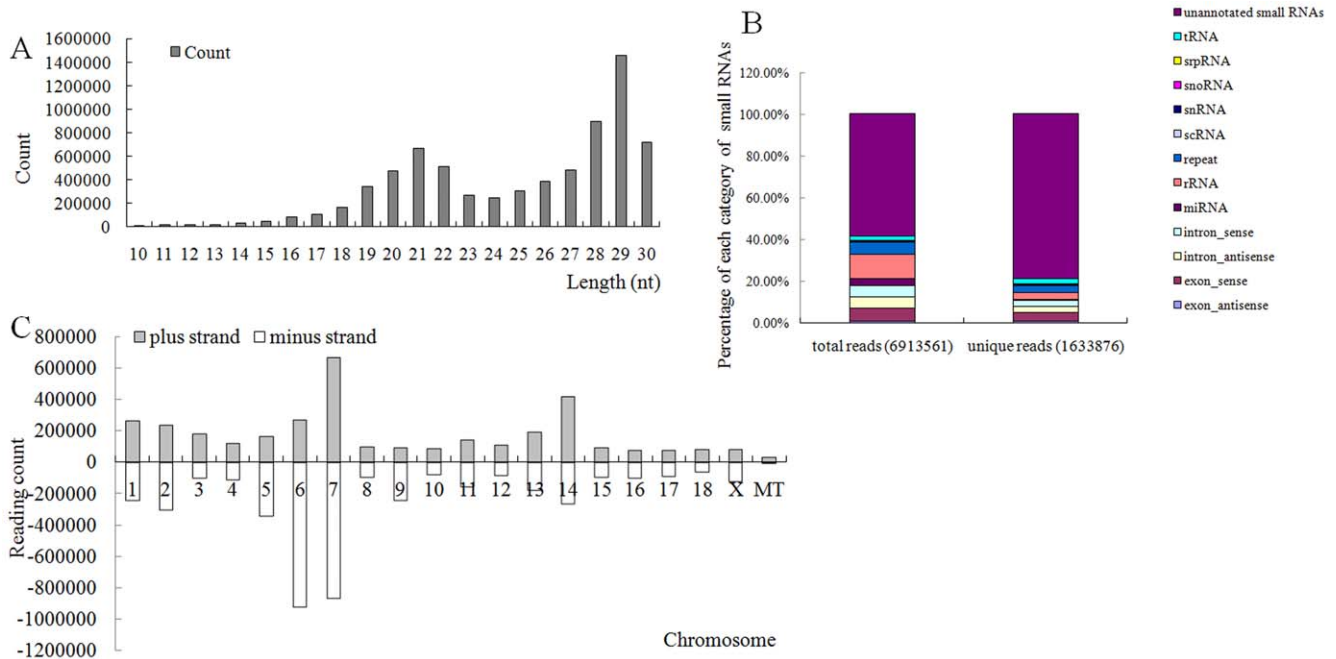 A
1600000
1400000
1200000
1000000
800000
600000
400000
200000
0
Count
Count
10 11 12 13 14 15 16 17 18 19 20 21 22 23 24 25 26 27 28 29 30
Length (nt)
B
120.00%
100.00%
80.00%
60.00%
40.00%
20.00%
0.00%
Percentage of each category of small RNAs
total reads (6913561) unique reads (1633876)
unannotated small RNAs
tRNA
srpRNA
snoRNA
snRNA
scRNA
repeat
rRNA
miRNA
intron_sense
intron_antisense
exon_sense
exon_antisense
C
800000
600000
400000
200000
0
-200000
-400000
-600000
-800000
-1000000
-1200000
Reading count
plus strand minus strand
1 2 3 4 5 6 7 8 9 10 11 12 13 14 15 16 17 18 X MT
Chromosome